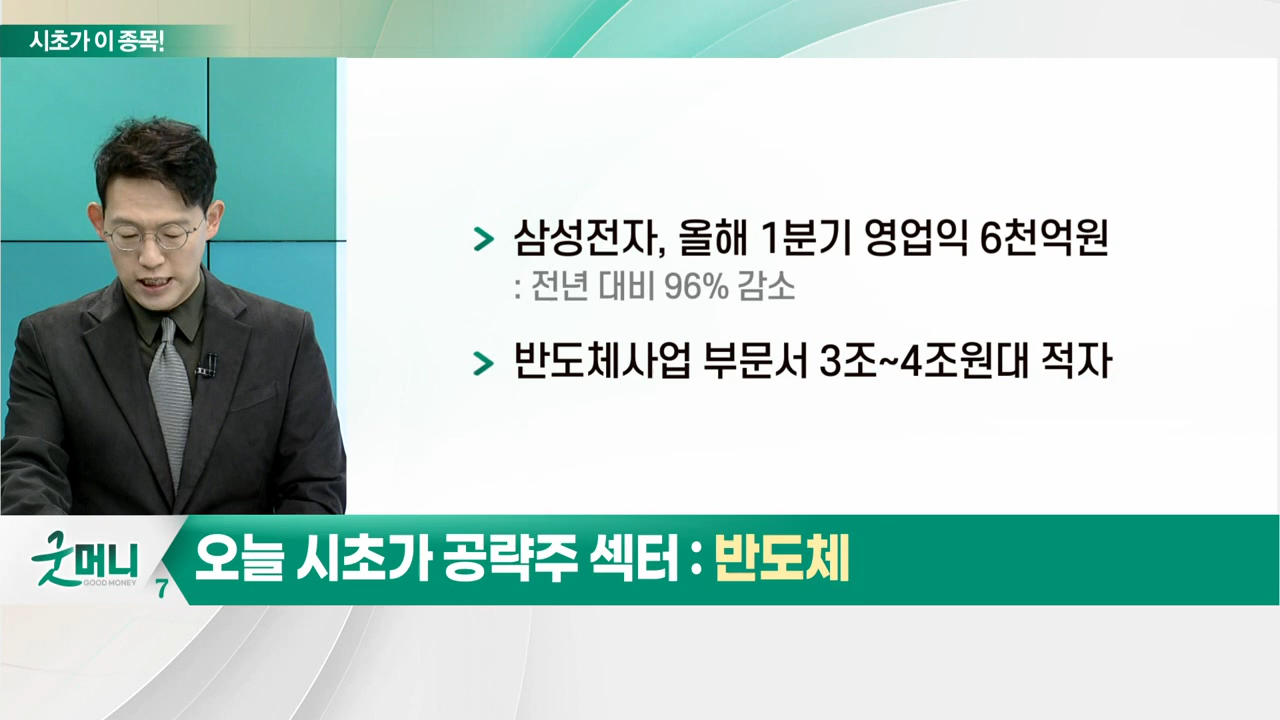 시초가 이 종목!
삼성전자, 올해 1분기 영업익 6천억원
: 전년 대비 96% 감소
반도체사업 부문서 3조~4조원대 적자
굿머니
GOOD MONEY
7
오늘 시초가 공략주 섹터 : 반도체